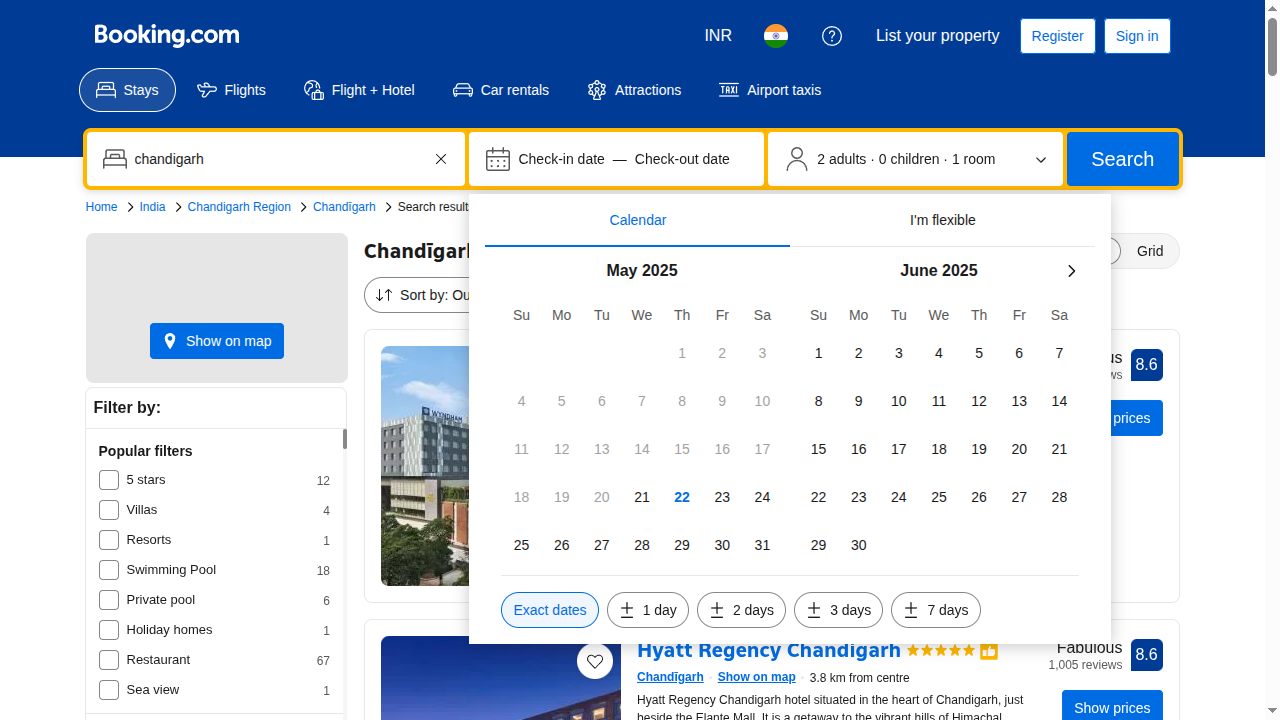 Booking.com
INR
List your property
Register
Sign in
Stays
Flights
Flight + Hotel
Car rentals
Attractions
TAXI
Airport taxis
chandigarh
Check-in date — Check-out date
2 adults · 0 children · 1 room
Search
Home
India
Chandīgarh Region
Chandīgarh
Search result
Calendar
I'm flexible
Chandīgarh
Grid
Sort by: Ou
Show on map
Filter by:
Popular filters
5 stars 12
Villas 4
Resorts 1
Swimming Pool 18
Private pool 6
Holiday homes 1
Restaurant 67
Sea view 1
May 2025
Su Mo Tu We Th Fr Sa
1 2 3
4 5 6 7 8 9 10
11 12 13 14 15 16 17
18 19 20 21 22 23 24
25 26 27 28 29 30 31
June 2025
Su Mo Tu We Th Fr Sa
1 2 3 4 5 6 7
8 9 10 11 12 13 14
15 16 17 18 19 20 21
22 23 24 25 26 27 28
29 30
Exact dates
1 day
2 days
3 days
7 days
WYNDHAM
us
ws
8.6
prices
Hyatt Regency Chandigarh
Chandīgarh · Show on map · 3.8 km from centre
Hyatt Regency Chandigarh hotel situated in the heart of Chandigarh, just
beside the Elante Mall. It is a getaway to the vibrant hills of Himachal
Fabulous
1,005 reviews
8.6
Show prices